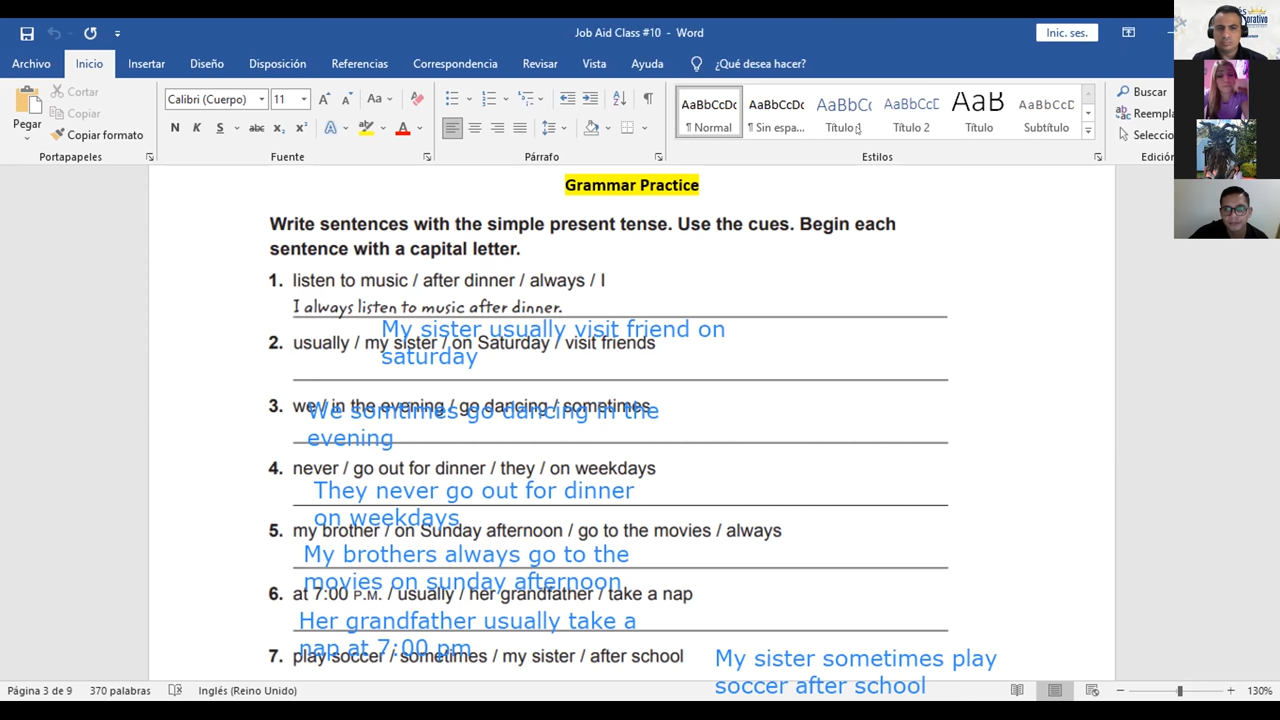 Job Aid Class #10 - Word
Inic. ses.
Archivo Inicio Insertar Diseño Disposición Referencias Correspondencia Revisar Vista Ayuda ¿Qué desea hacer?
Pegar
Cortar
Copiar
Copiar formato
Portapapeles
Calibri (Cuerpo) 11
Fuente
Párrafo
AaBbCcDc AaBbCcDc AaBbCc AaBbCcD AaB AaBbCcD
¶ Normal ¶ Sin espa... Título 1 Título 2 Título Subtítulo
Estilos
Buscar
Reempla
Seleccio
Edición
Grammar Practice
Write sentences with the simple present tense. Use the cues. Begin each
sentence with a capital letter.
1. listen to music / after dinner / always / I
I always listen to music after dinner.
My sister usually visit friend on
saturday
2. usually / my sister / on Saturday / visit friends
3. we / in the evening / go dancing / sometimes
We somtimes go dancing in the
evening
4. never / go out for dinner / they / on weekdays
They never go out for dinner
on weekdays
5. my brother / on Sunday afternoon / go to the movies / always
My brothers always go to the
movies on sunday afternoon
6. at 7:00 P.M. / usually / her grandfather / take a nap
Her grandfather usually take a
nap at 7:00 pm
7. play soccer / sometimes / my sister / after school
My sister sometimes play
soccer after school
Página 3 de 9 370 palabras Inglés (Reino Unido) 130%